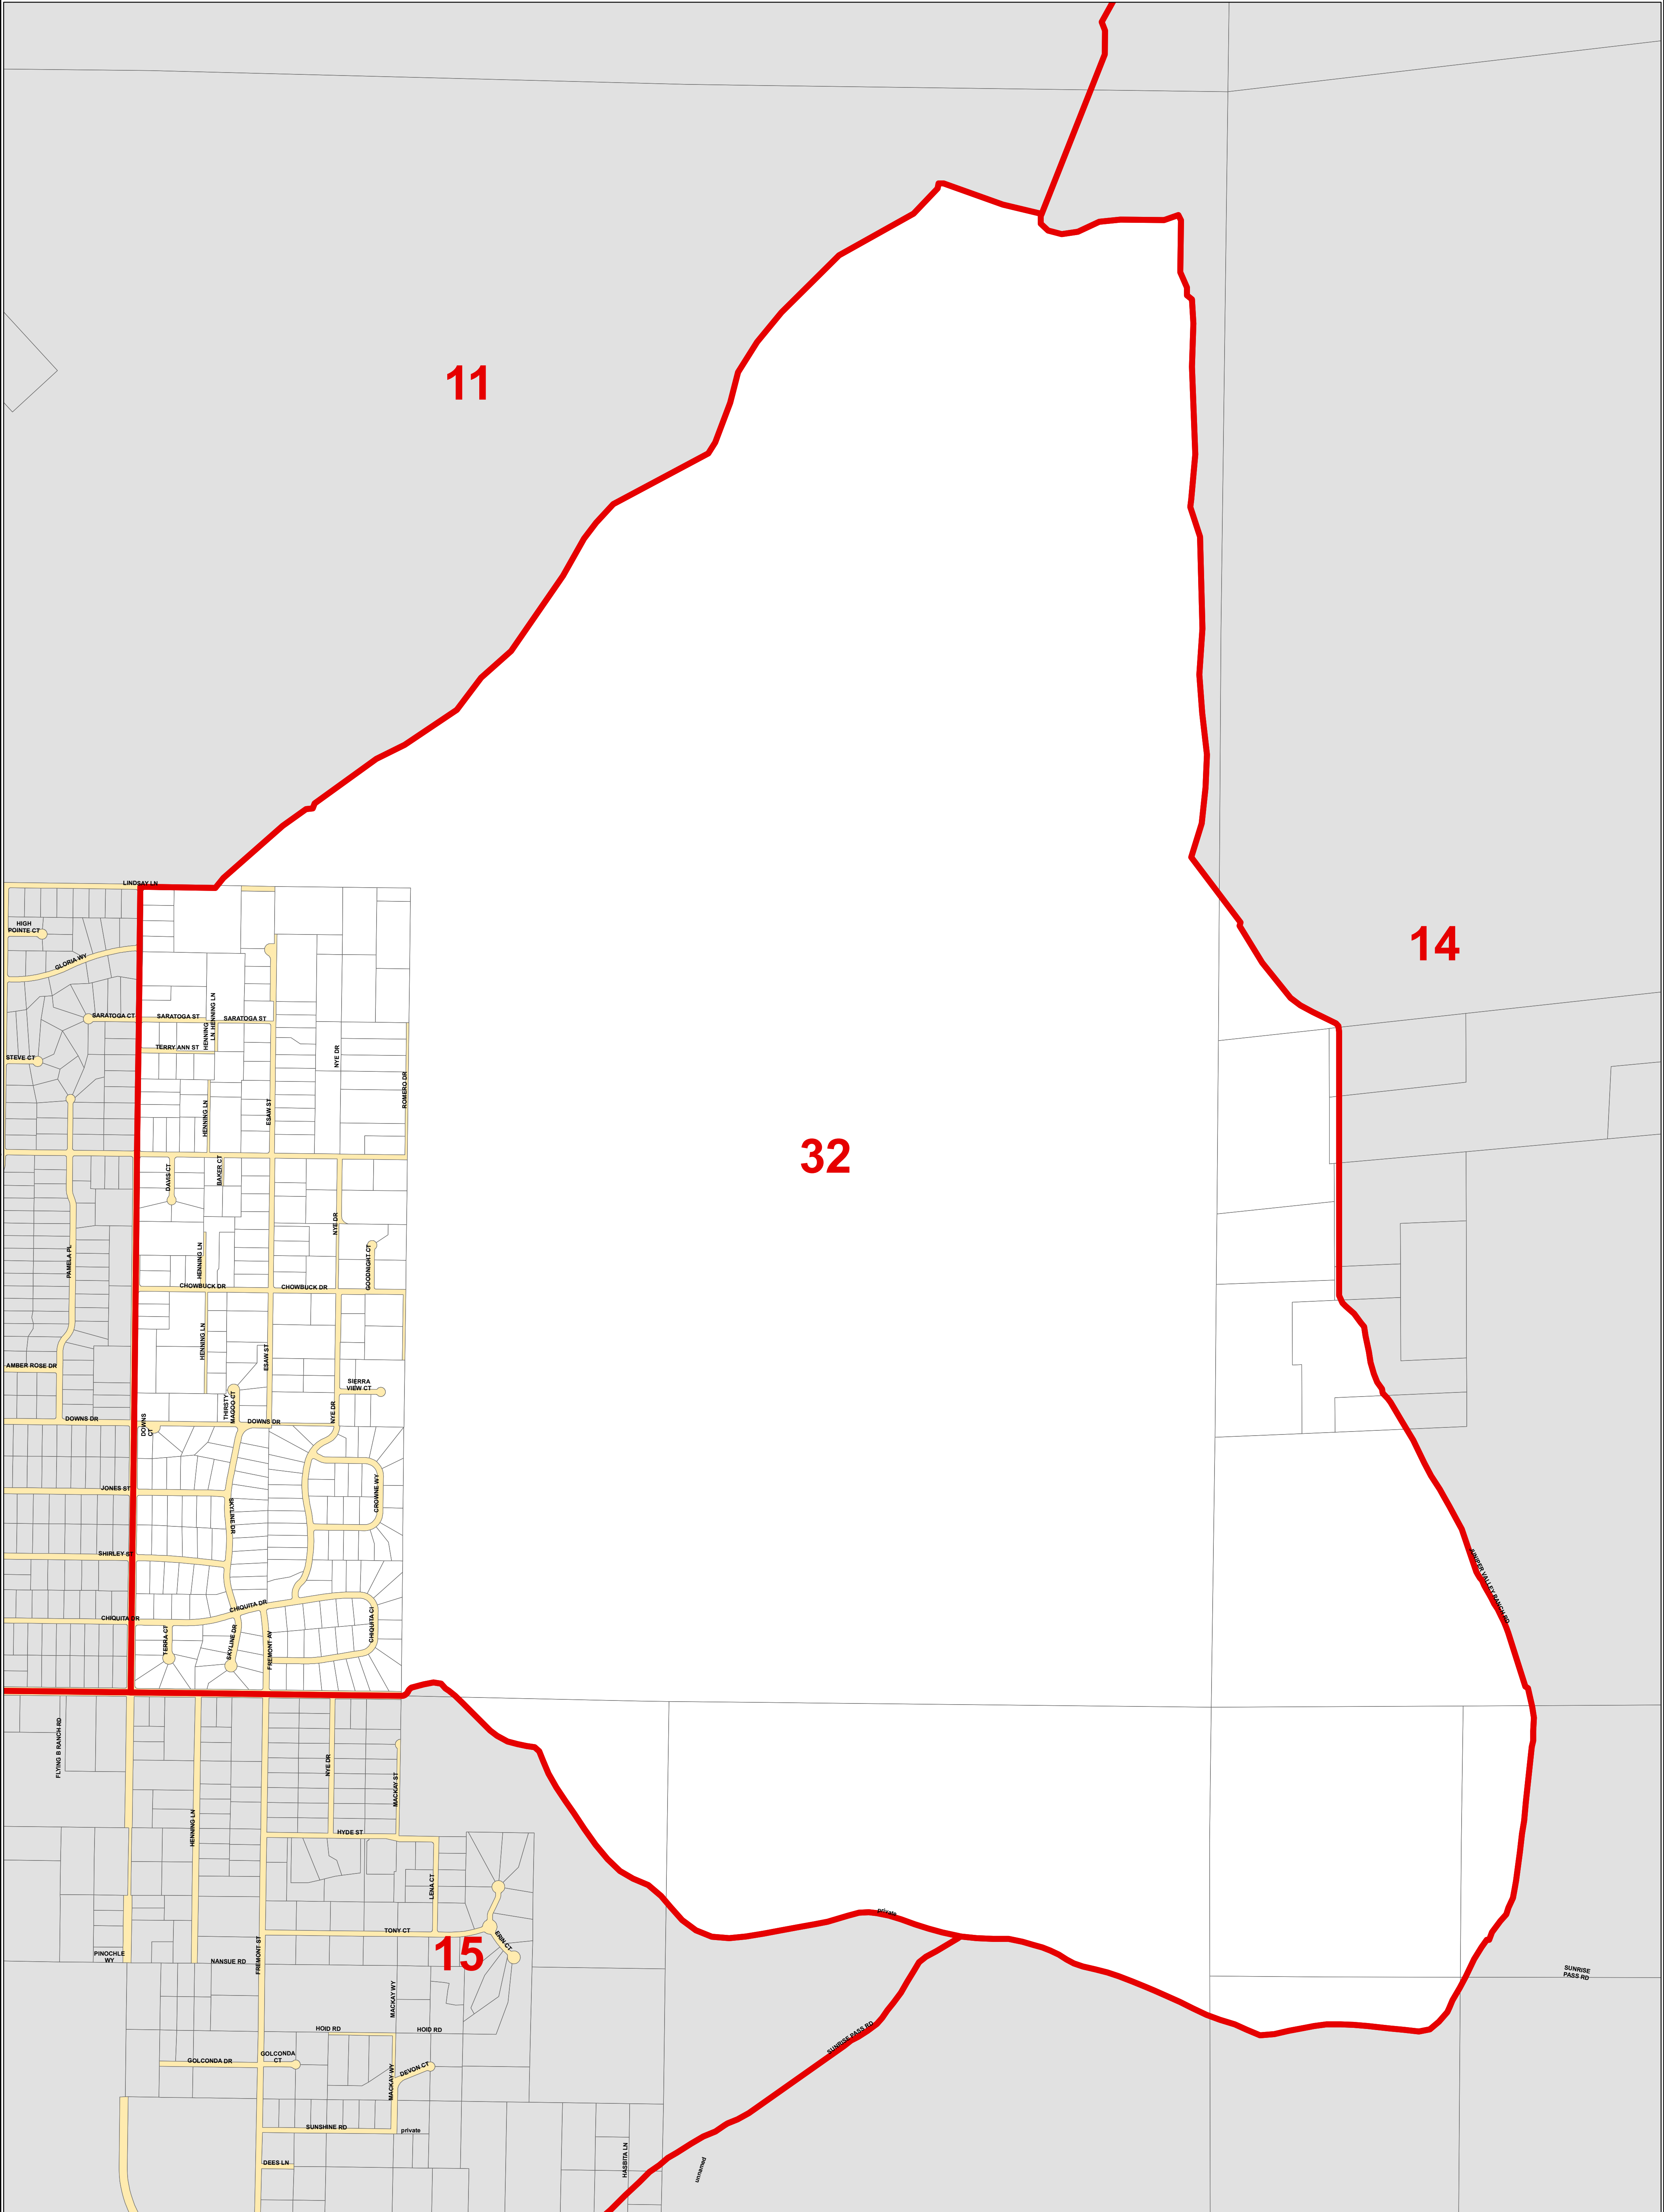 11
LINDSAY LN
HIGH
POINTE CT
GLORIA WY
14
SARATOGA CT
SARATOGA ST
HENNING
LN
HENNING LN
SARATOGA ST
TERRY ANN ST
STEVE CT
NYE DR
ROMERO DR
HENNING LN
ESAW ST
32
DAVIS CT
BAKER CT
NYE DR
PAMELA PL
HENNING LN
GOODNIGHT CT
CHOWBUCK DR
CHOWBUCK DR
HENNING LN
ESAW ST
AMBER ROSE DR
SIERRA
VIEW CT
THIRSTY
MAGOO CT
NYE DR
DOWNS DR
DOWNS
CT
DOWNS DR
JONES ST
SKYLINE DR
CROWNE WY
SHIRLEY ST
VALLEY RANCH RD
CHIQUITA DR
CHIQUITA DR
TERRA CT
SKYLINE DR
FREMONT AV
CHIQUITA CI
FLYING B RANCH RD
NYE DR
MACKAY ST
HENNING LN
HYDE ST
LENA CT
private
TONY CT
ERIN CT
15
PINOCHLE
WY
NANSUE RD
FREMONT ST
SUNRISE
PASS RD
MACKAY WY
HOID RD
HOID RD
SUNRISE PASS RD
GOLCONDA DR
GOLCONDA
CT
MACKAY WY
DEVON CT
SUNSHINE RD
private
HASBITA LN
unnamed
DEES LN